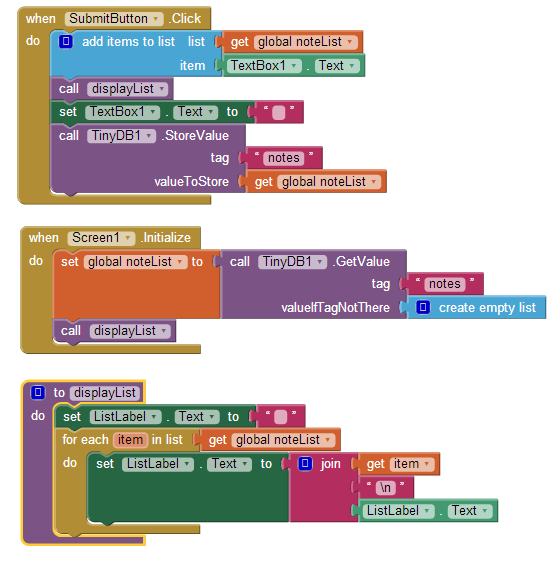 when SubmitButton .Click
do add items to list list get global noteList
item TextBox1 . Text
call displayList
set TextBox1 . Text to “ ”
call TinyDB1 .StoreValue
tag “ notes ”
valueToStore get global noteList
when Screen1 .Initialize
do set global noteList to call TinyDB1 .GetValue
tag “ notes ”
valueIfTagNotThere create empty list
call displayList
to displayList
do set ListLabel . Text to “ ”
for each item in list get global noteList
do set ListLabel . Text to join get item
“ \n ”
ListLabel . Text